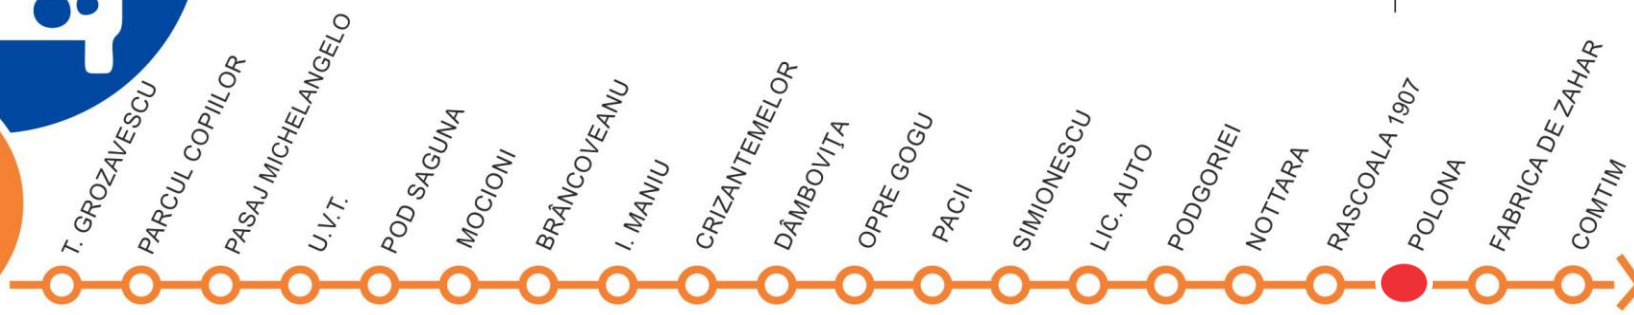 T. GROZAVESCU
PARCUL COPIILOR
PASAJ MICHELANGELO
U.V.T.
POD SAGUNA
MOCIONI
BRÂNCOVEANU
I. MANIU
CRIZANTEMELOR
DÂMBOVIŢA
OPRE GOGU
PACII
SIMIONESCU
LIC. AUTO
PODGORIEI
NOTTARA
RASCOALA 1907
POLONA
FABRICA DE ZAHAR
COMTIM